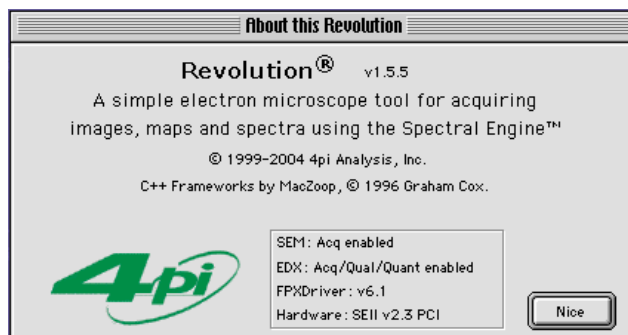 About this Revolution
Revolution® v1.5.5
A simple electron microscope tool for acquiring
images, maps and spectra using the Spectral Engine™
© 1999-2004 4pi Analysis, Inc.
C++ Frameworks by MacZoop, © 1996 Graham Cox.
4pi
SEM: Acq enabled
EDX: Acq/Qual/Quant enabled
FPXDriver: v6.1
Hardware: SEII v2.3 PCI
Nice